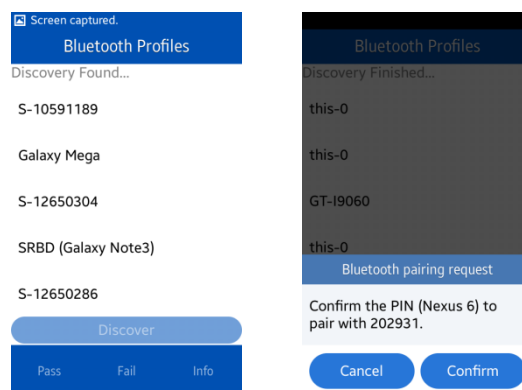 Screen captured.
Bluetooth Profiles
Discovery Found...
S-10591189
Galaxy Mega
S-12650304
SRBD (Galaxy Note3)
S-12650286
Discover
Pass Fail Info
Bluetooth Profiles
Discovery Finished...
this-0
this-0
GT-I9060
this-0
Bluetooth pairing request
Confirm the PIN (Nexus 6) to
pair with 202931.
Cancel Confirm